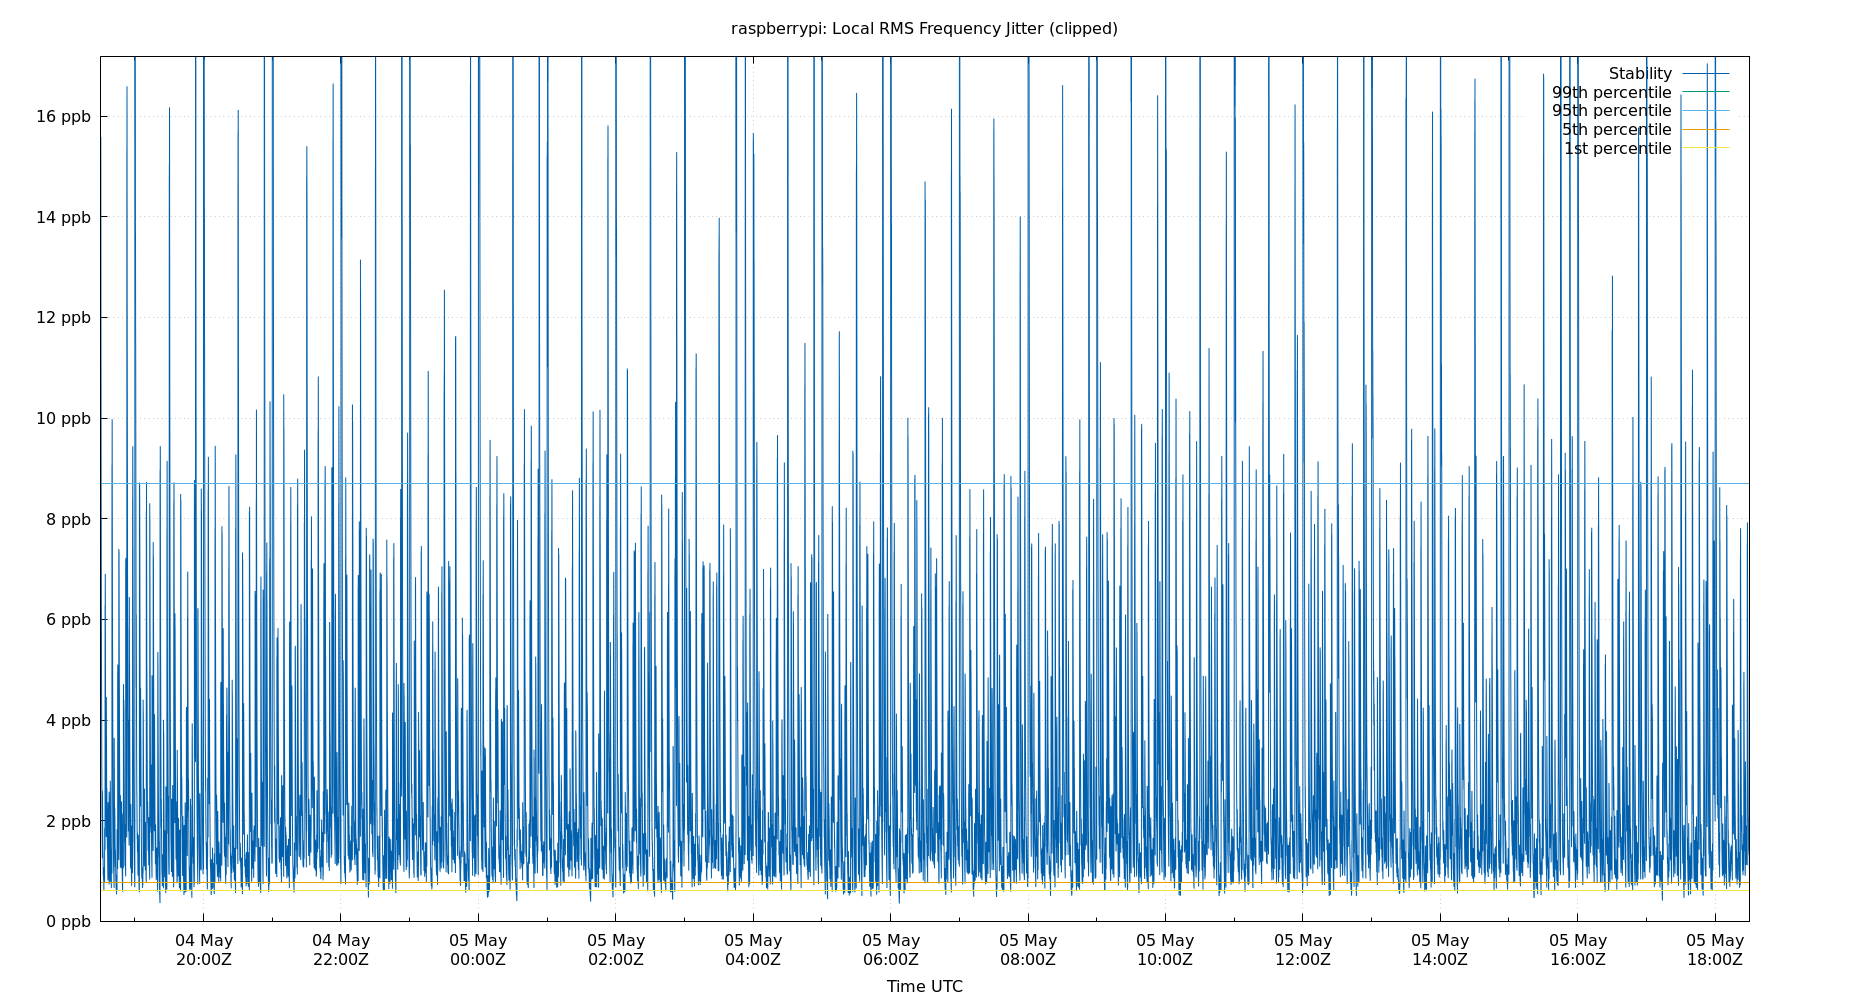 raspberrypi: Local RMS Frequency Jitter (clipped)
Stability
99th percentile
95th percentile
5th percentile
1st percentile
16 ppb
14 ppb
12 ppb
10 ppb
8 ppb
6 ppb
4 ppb
2 ppb
0 ppb
04 May 04 May 05 May 05 May 05 May 05 May 05 May 05 May 05 May 05 May 05 May 05 May
20:00Z 22:00Z 00:00Z 02:00Z 04:00Z 06:00Z 08:00Z 10:00Z 12:00Z 14:00Z 16:00Z 18:00Z
Time UTC